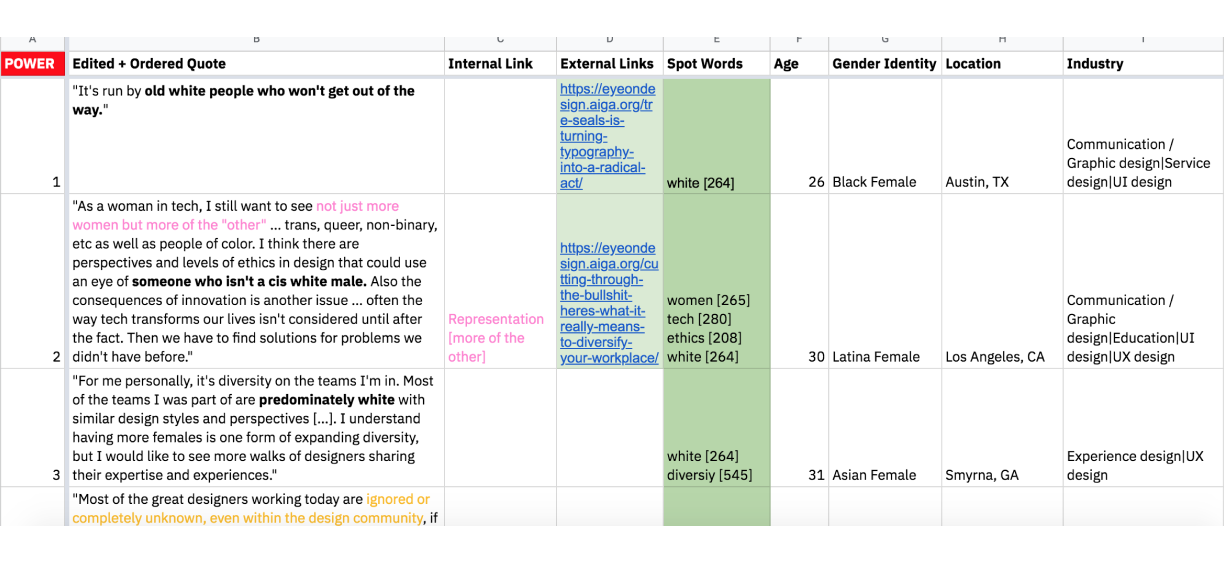 A B C D E F G H I
POWER Edited + Ordered Quote Internal Link External Links Spot Words Age Gender Identity Location Industry
"It's run by old white people who won't get out of the
way."
https://eyeonde
sign.aiga.org/tr
e-seals-is-
turning-
typography-
into-a-radical-
act/
Communication /
Graphic design|Service
design|UI design
1 white [264] 26 Black Female Austin, TX
"As a woman in tech, I still want to see not just more
women but more of the "other" ... trans, queer, non-binary,
etc as well as people of color. I think there are
perspectives and levels of ethics in design that could use
an eye of someone who isn't a cis white male. Also the
consequences of innovation is another issue ... often the
way tech transforms our lives isn't considered until after
the fact. Then we have to find solutions for problems we
didn't have before."
Representation
[more of the
other]
https://eyeonde
sign.aiga.org/cu
tting-through-
the-bullshit-
heres-what-it-
really-means-
to-diversify-
your-workplace/
women [265]
tech [280]
ethics [208]
white [264]
2 30 Latina Female Los Angeles, CA
Communication /
Graphic
design|Education|UI
design|UX design
"For me personally, it's diversity on the teams I'm in. Most
of the teams I was part of are predominately white with
similar design styles and perspectives [...]. I understand
having more females is one form of expanding diversity,
but I would like to see more walks of designers sharing
their expertise and experiences."
white [264]
diversiy [545]
3 31 Asian Female Smyrna, GA
Experience design|UX
design
"Most of the great designers working today are ignored or
completely unknown, even within the design community, if